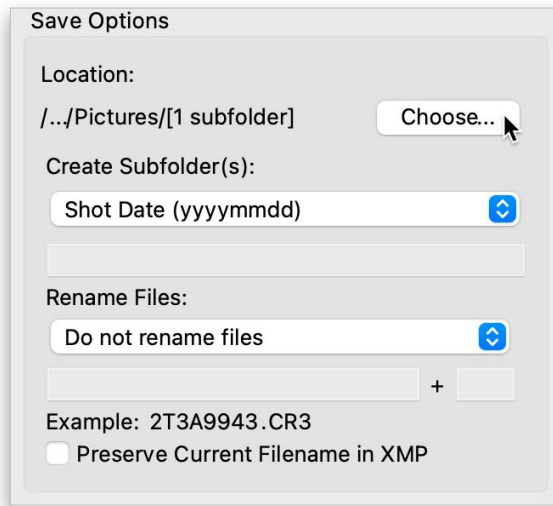 Save Options
Location:
/.../Pictures/[1 subfolder]
Choose...
Create Subfolder(s):
Shot Date (yyyymmdd)
Rename Files:
Do not rename files
+
Example: 2T3A9943.CR3
Preserve Current Filename in XMP